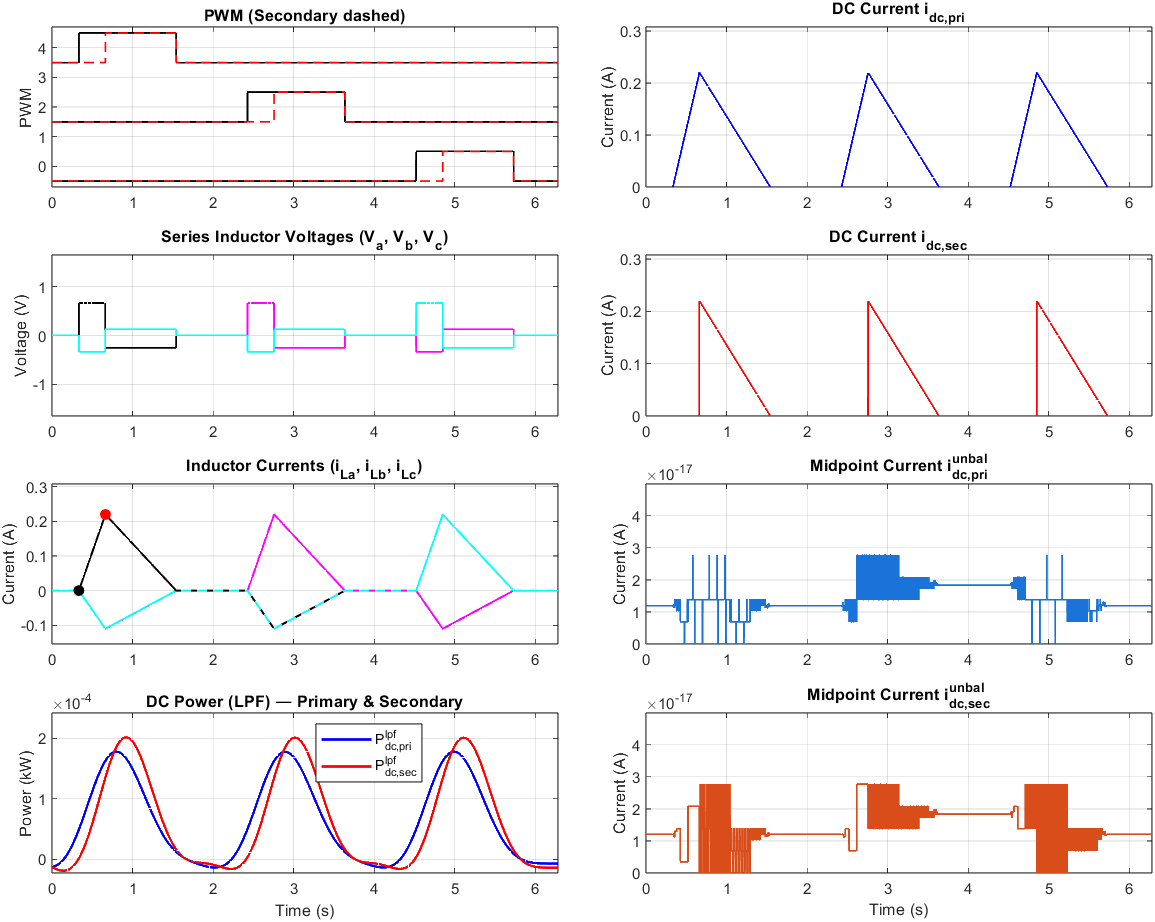 PWM (Secondary dashed)
PWM
4
3
2
1
0
0 1 2 3 4 5 6
DC Current i_dc,pri
Current (A)
0.3
0.2
0.1
0
0 1 2 3 4 5 6
Series Inductor Voltages (V_a, V_b, V_c)
Voltage (V)
1
0
-1
0 1 2 3 4 5 6
DC Current i_dc,sec
Current (A)
0.3
0.2
0.1
0
0 1 2 3 4 5 6
Inductor Currents (i_La, i_Lb, i_Lc)
Current (A)
0.3
0.2
0.1
0
-0.1
0 1 2 3 4 5 6
Midpoint Current i^unbal_dc,pri
×10^-17
Current (A)
4
3
2
1
0
0 1 2 3 4 5 6
DC Power (LPF) — Primary & Secondary
×10^-4
Power (kW)
2
1
0
P^lpf_dc,pri
P^lpf_dc,sec
0 1 2 3 4 5 6
Time (s)
Midpoint Current i^unbal_dc,sec
×10^-17
Current (A)
4
3
2
1
0
0 1 2 3 4 5 6
Time (s)